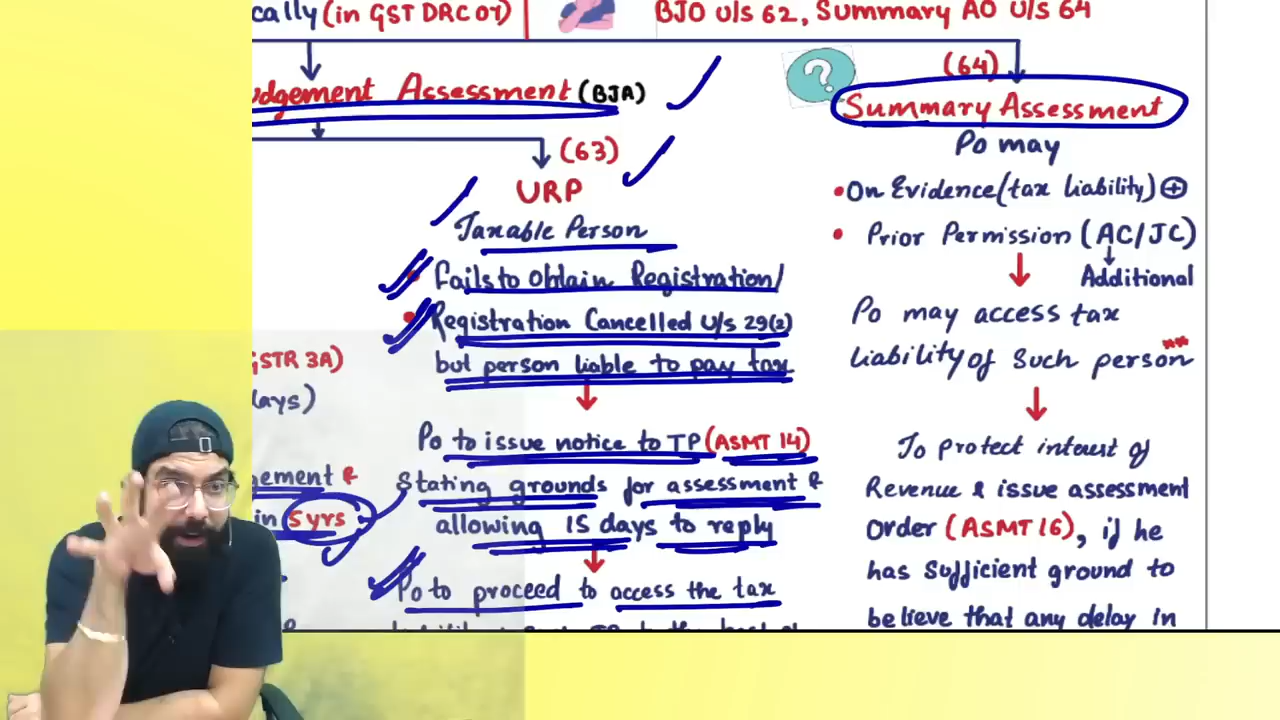 cally (in GST DRC 07)
BJO u/s 62, Summary AO u/s 64
udgement Assessment (BJA)
(63)
URP
Taxable Person
• Fails to Obtain Registration/
• Registration Cancelled u/s 29(2)
but person liable to pay tax
Po to issue notice to TP (ASMT 14)
Stating grounds for assessment &
allowing 15 days to reply
Po to proceed to access the tax
GSTR 3A)
days)
gement &
in 5 yrs
?
(64)
Summary Assessment
Po may
• On Evidence (tax liability) +
• Prior Permission (AC/JC)
Additional
Po may access tax
liability of Such person**
To protect interest of
Revenue & issue assessment
Order (ASMT 16), if he
has Sufficient ground to
believe that any delay in